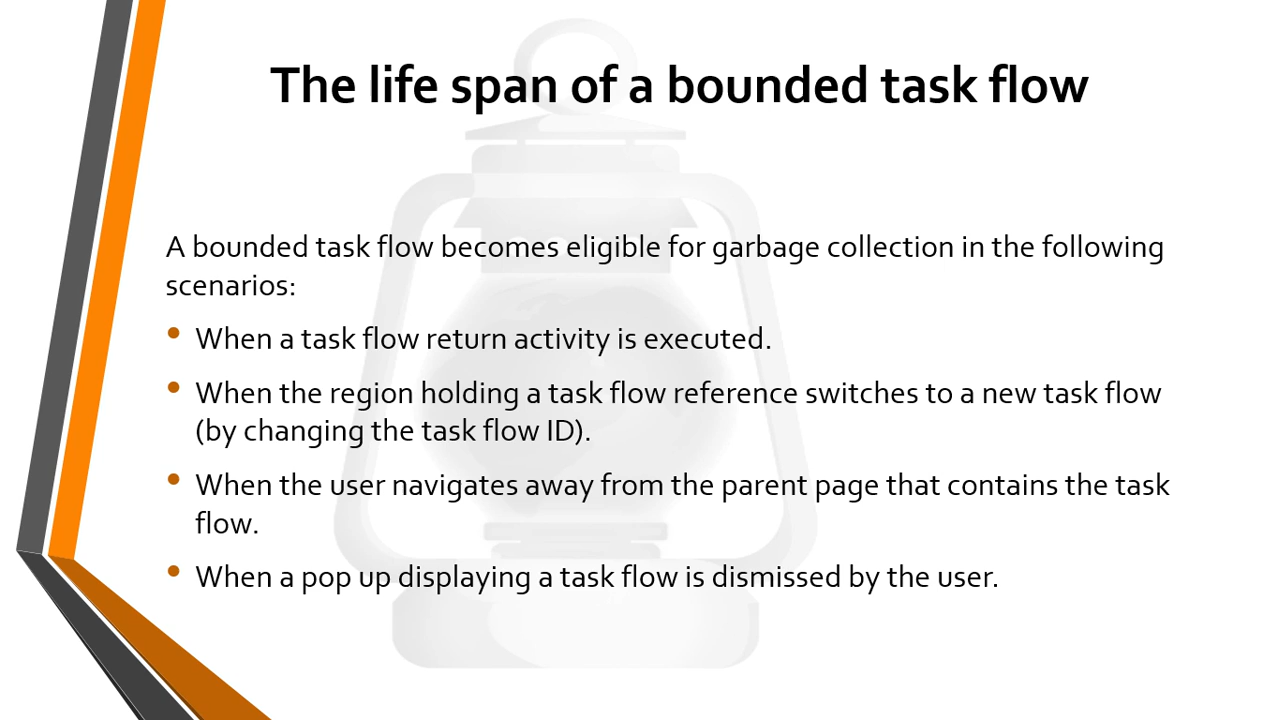 The life span of a bounded task flow
A bounded task flow becomes eligible for garbage collection in the following
scenarios:
• When a task flow return activity is executed.
• When the region holding a task flow reference switches to a new task flow
(by changing the task flow ID).
• When the user navigates away from the parent page that contains the task
flow.
• When a pop up displaying a task flow is dismissed by the user.